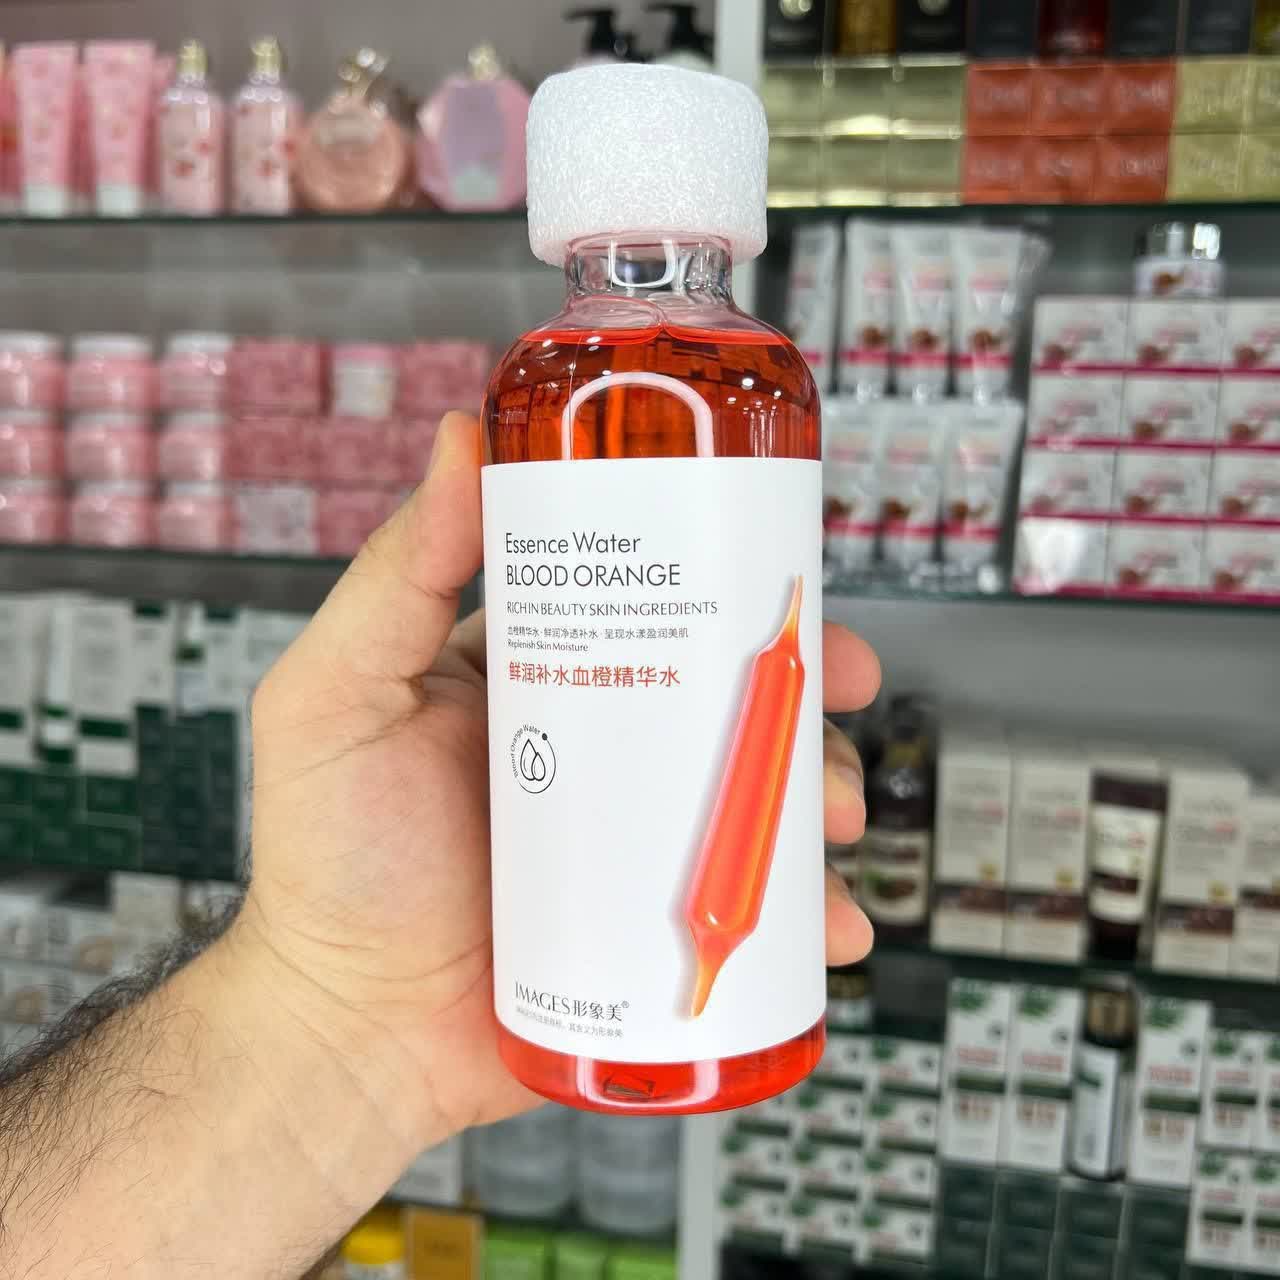 Essence Water
BLOOD ORANGE
RICH IN BEAUTY SKIN INGREDIENTS
血橙精华水·鲜润净透补水·呈现水漾盈润美肌
Replenish Skin Moisture
鲜润补水血橙精华水
Blood Orange Water
IMAGES形象美®